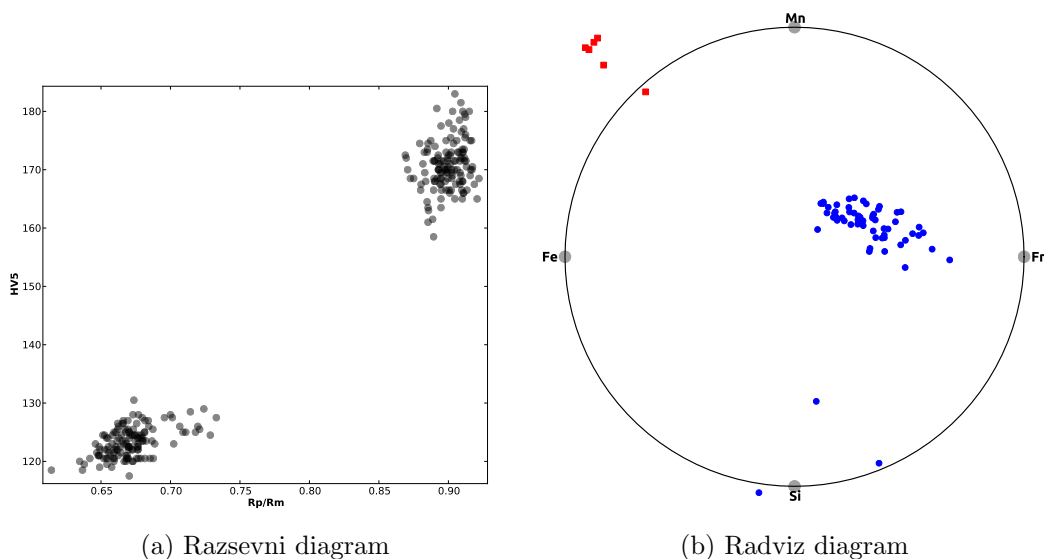 Mn
180
170
160
150
140
130
120
HV5
0.65 0.70 0.75 0.80 0.85 0.90
Rp/Rm
Fe
Fr
Si
(a) Razsevni diagram
(b) Radviz diagram